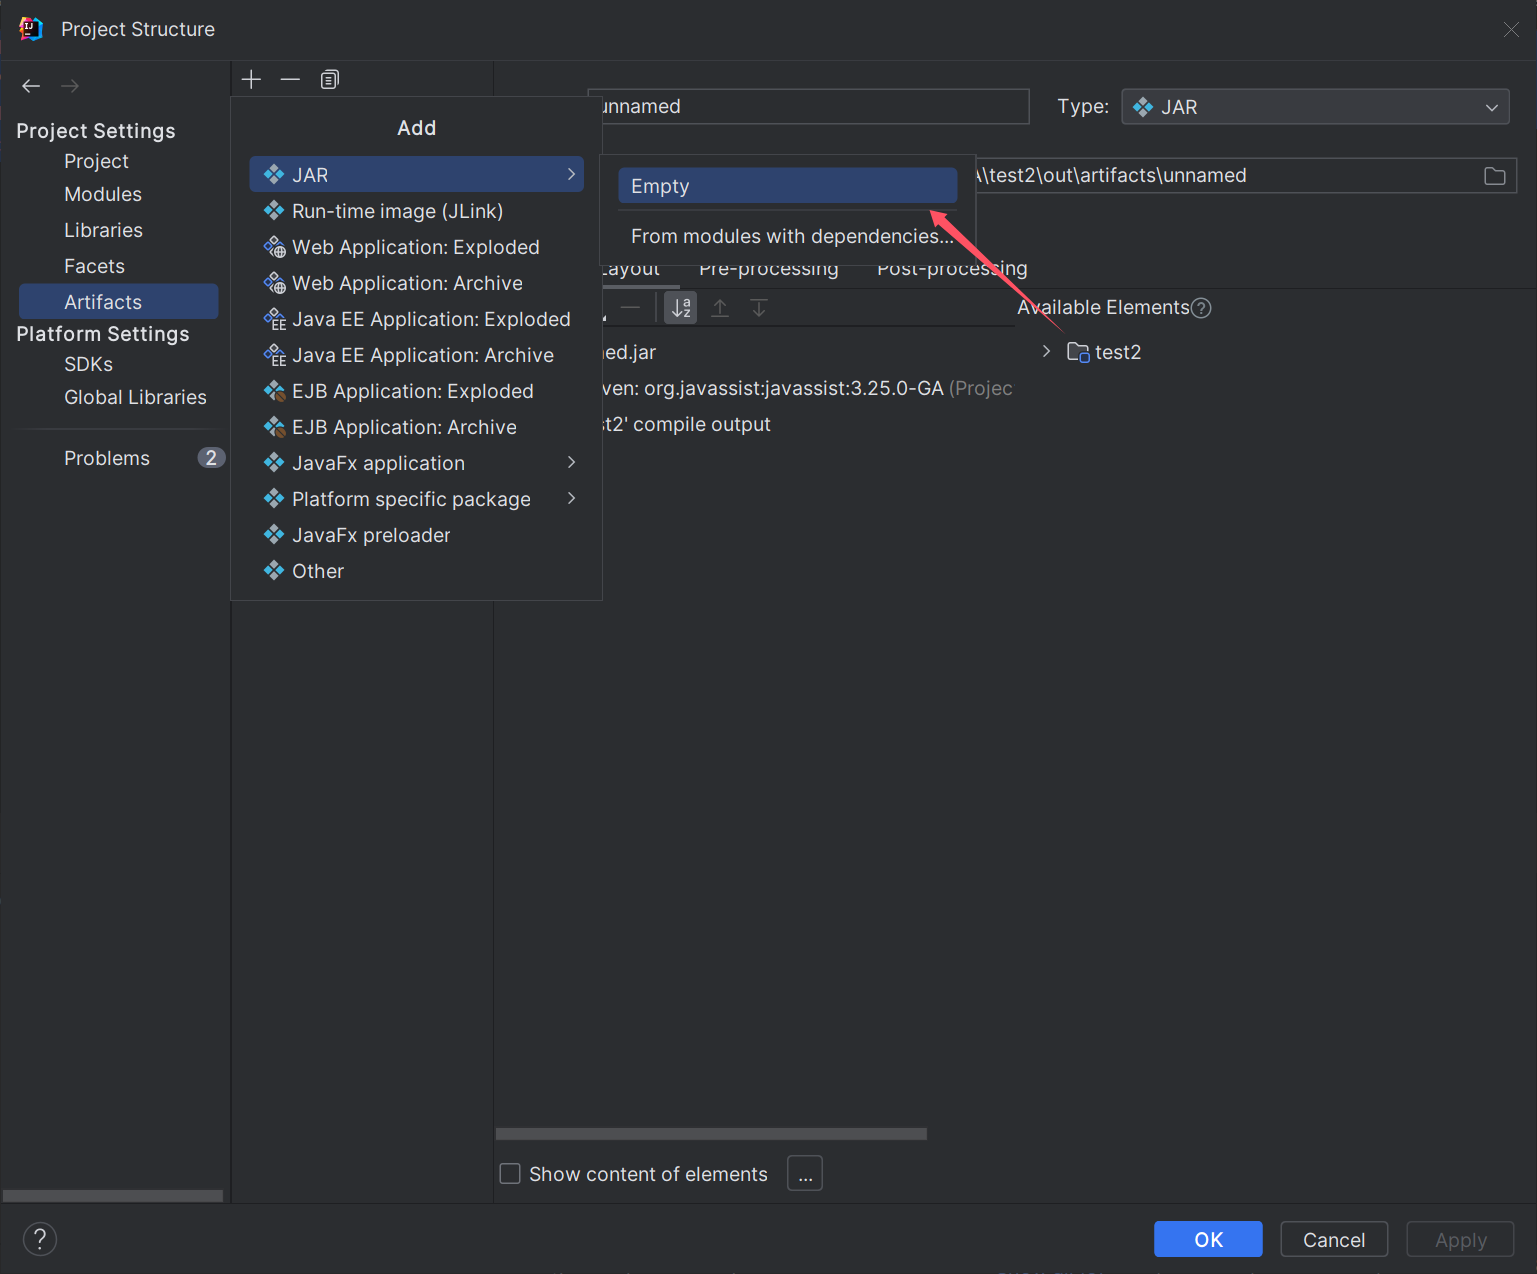 Project Structure
Project Settings
Project
Modules
Libraries
Facets
Artifacts
Platform Settings
SDKs
Global Libraries
Problems 2
Add
JAR
Run-time image (JLink)
Web Application: Exploded
Web Application: Archive
Java EE Application: Exploded
Java EE Application: Archive
EJB Application: Exploded
EJB Application: Archive
JavaFx application
Platform specific package
JavaFx preloader
Other
Empty
From modules with dependencies...
unnamed
Type: JAR
\test2\out\artifacts\unnamed
Layout Pre-processing Post-processing
Available Elements ?
ed.jar
ven: org.javassist:javassist:3.25.0-GA (Projec
st2' compile output
test2
Show content of elements ...
? OK Cancel Apply